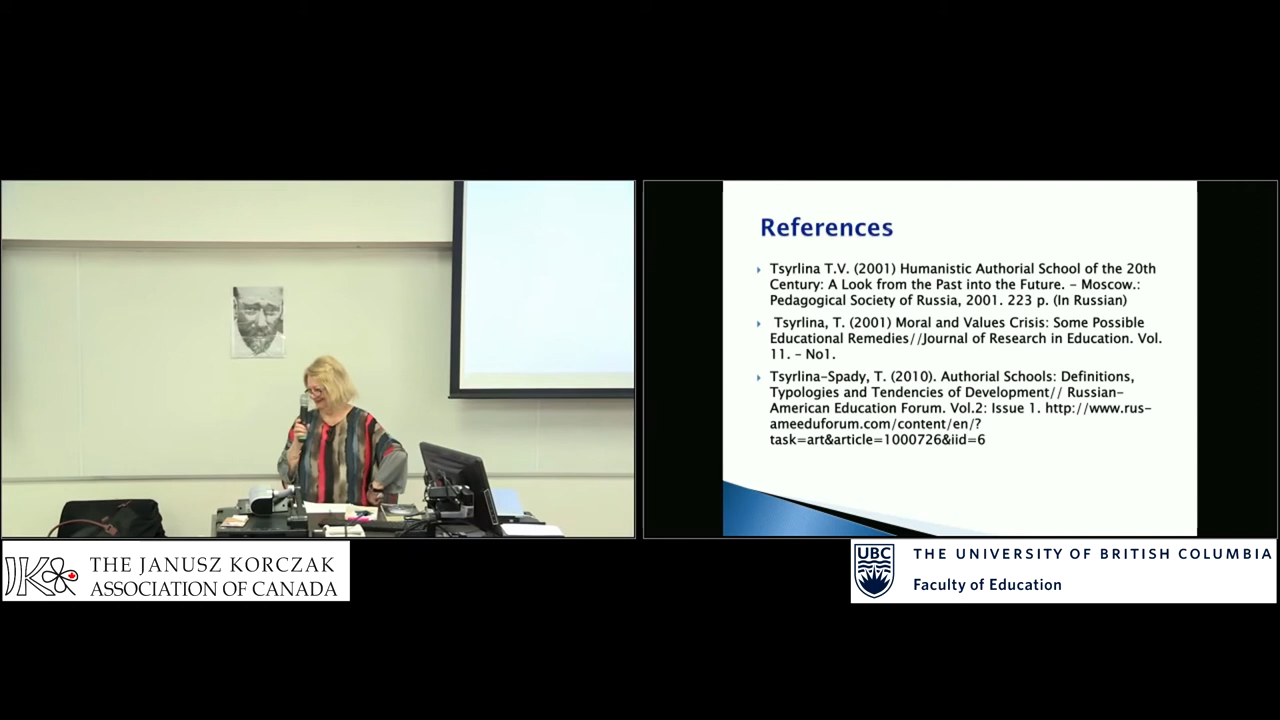 References
Tsyrlina T.V. (2001) Humanistic Authorial School of the 20th
Century: A Look from the Past into the Future. – Moscow.:
Pedagogical Society of Russia, 2001. 223 p. (In Russian)
Tsyrlina, T. (2001) Moral and Values Crisis: Some Possible
Educational Remedies//Journal of Research in Education. Vol.
11. – No1.
Tsyrlina-Spady, T. (2010). Authorial Schools: Definitions,
Typologies and Tendencies of Development// Russian-
American Education Forum. Vol.2: Issue 1. http://www.rus-
ameeduforum.com/content/en/?
task=art&article=1000726&iid=6
JK
THE JANUSZ KORCZAK
ASSOCIATION OF CANADA
UBC
THE UNIVERSITY OF BRITISH COLUMBIA
Faculty of Education